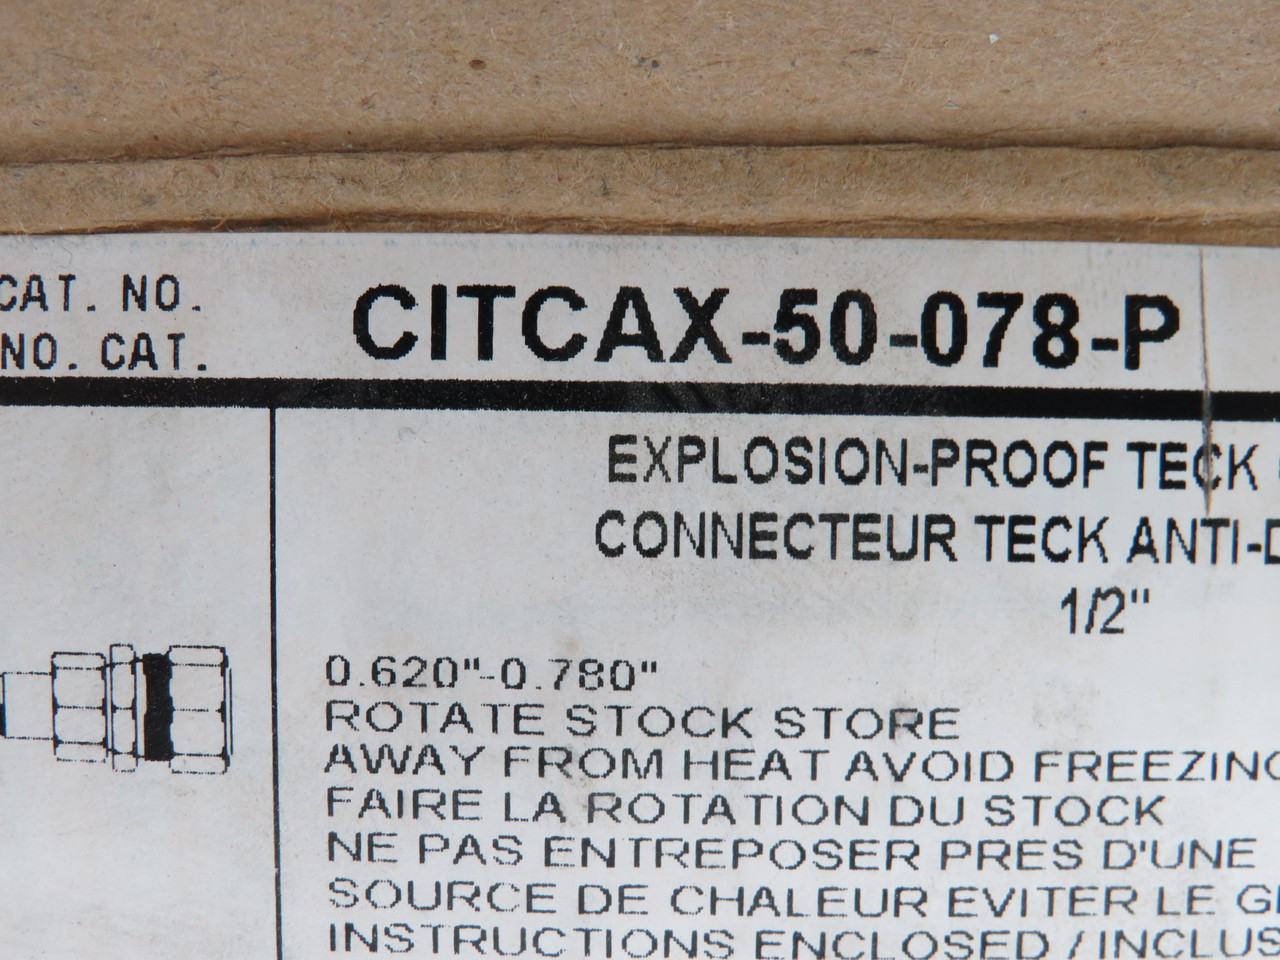 CAT. NO.
NO. CAT.
CITCAX-50-078-P
EXPLOSION-PROOF TECK
CONNECTEUR TECK ANTI-D
1/2"
0.620"-0.780"
ROTATE STOCK STORE
AWAY FROM HEAT AVOID FREEZING
FAIRE LA ROTATION DU STOCK
NE PAS ENTREPOSER PRES D'UNE
SOURCE DE CHALEUR EVITER LE
INSTRUCTIONS ENCLOSED / INCLUS